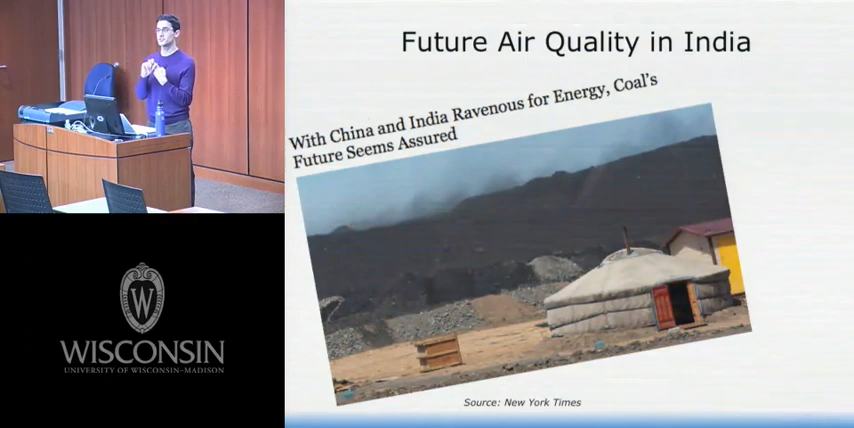 Future Air Quality in India
With China and India Ravenous for Energy, Coal's
Future Seems Assured
Source: New York Times
W
WISCONSIN
UNIVERSITY OF WISCONSIN–MADISON